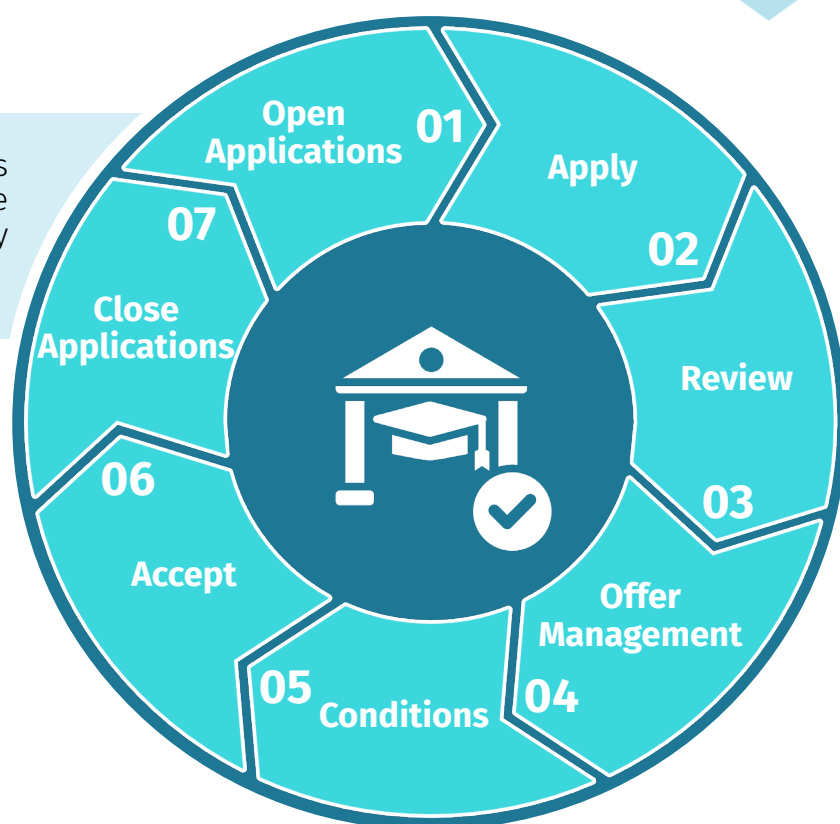 s
e
y
Open
Applications
01
Apply
02
Review
03
Offer
Management
04
Conditions
05
Accept
06
Close
Applications
07